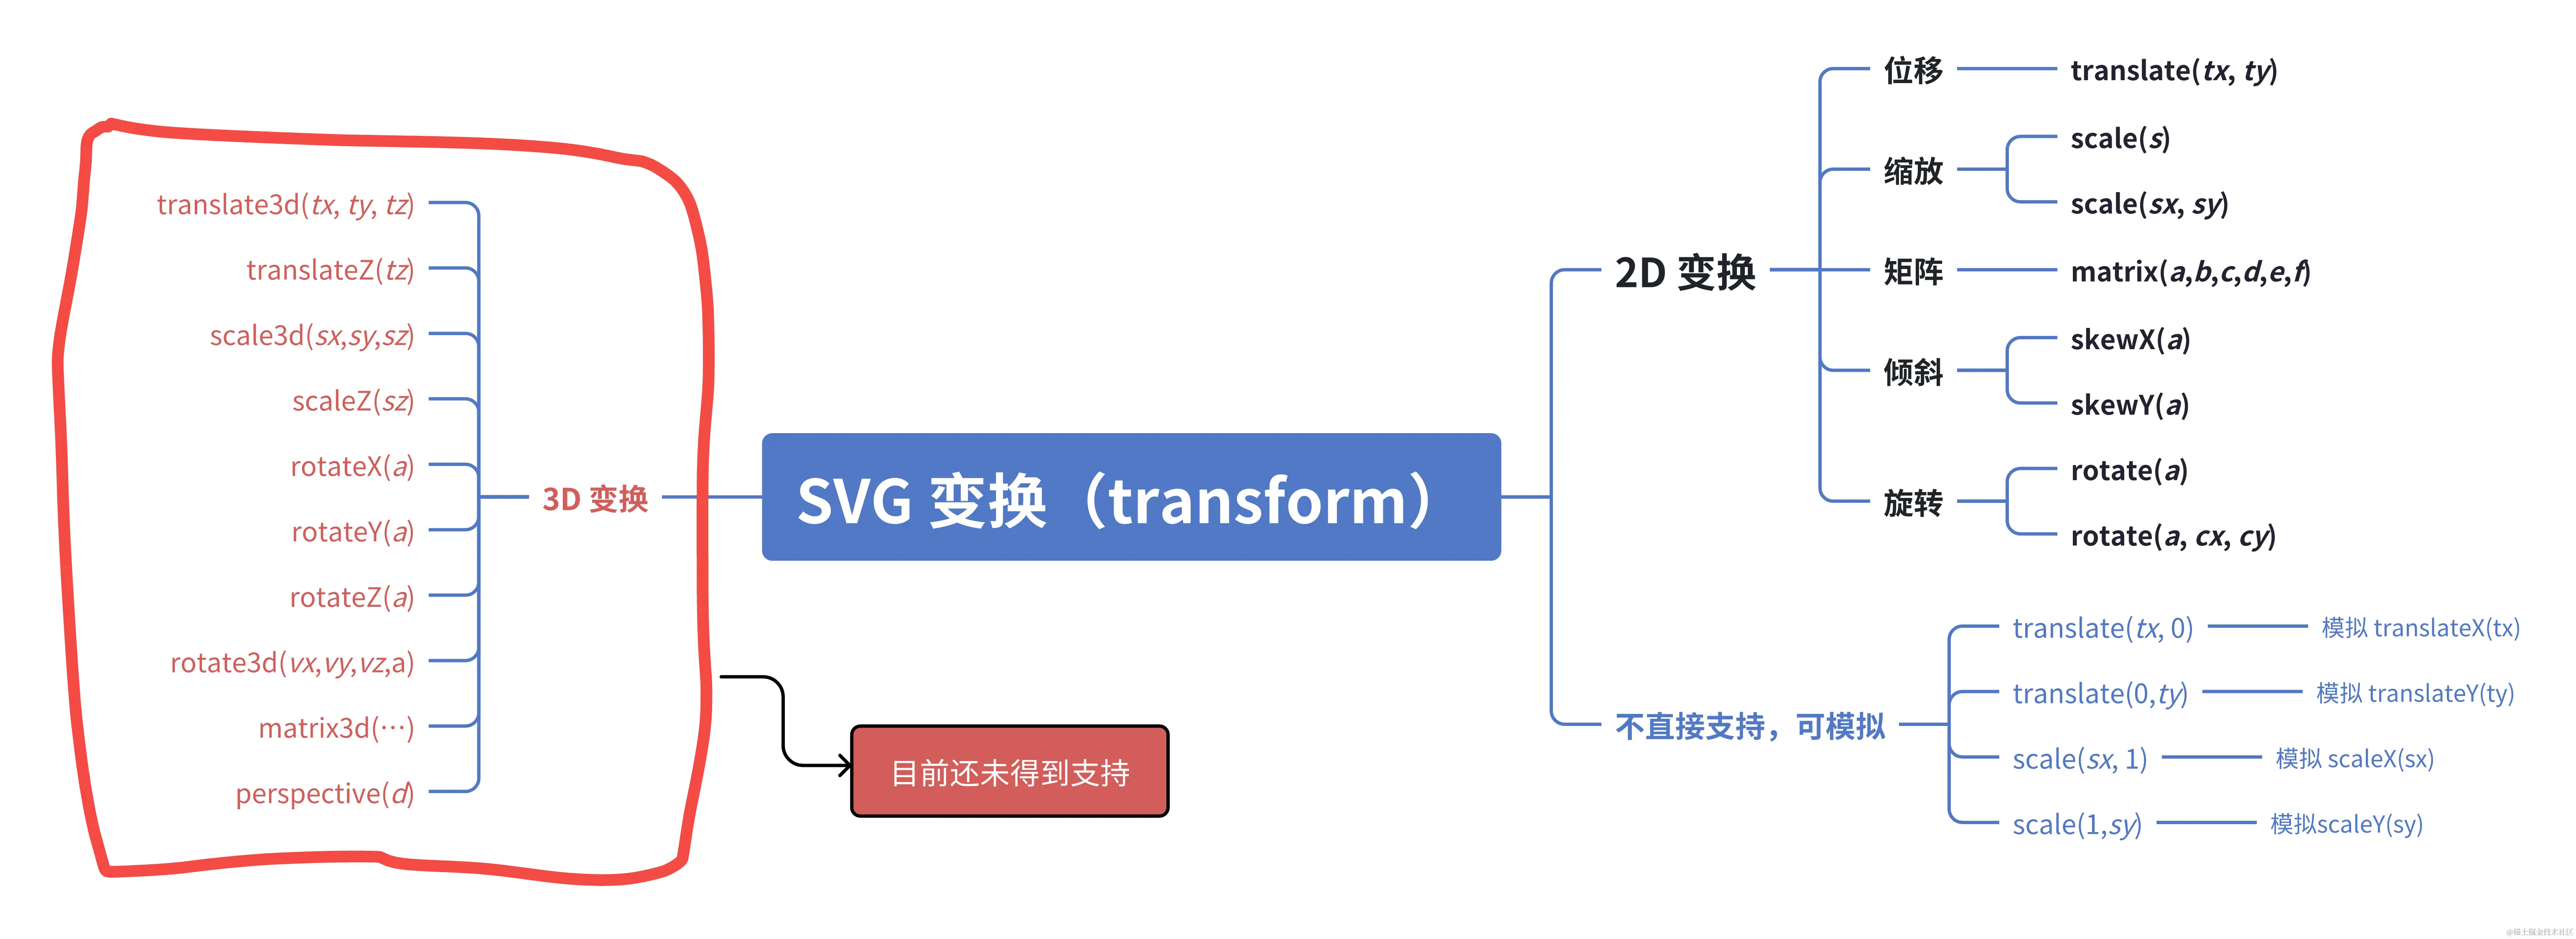 SVG 变换（transform）
3D 变换
translate3d(tx, ty, tz)
translateZ(tz)
scale3d(sx,sy,sz)
scaleZ(sz)
rotateX(a)
rotateY(a)
rotateZ(a)
rotate3d(vx,vy,vz,a)
matrix3d(⋯)
perspective(d)
目前还未得到支持
2D 变换
位移
translate(tx, ty)
缩放
scale(s)
scale(sx, sy)
矩阵
matrix(a,b,c,d,e,f)
倾斜
skewX(a)
skewY(a)
旋转
rotate(a)
rotate(a, cx, cy)
不直接支持，可模拟
translate(tx, 0)
模拟 translateX(tx)
translate(0,ty)
模拟 translateY(ty)
scale(sx, 1)
模拟 scaleX(sx)
scale(1,sy)
模拟scaleY(sy)
@稀土掘金技术社区